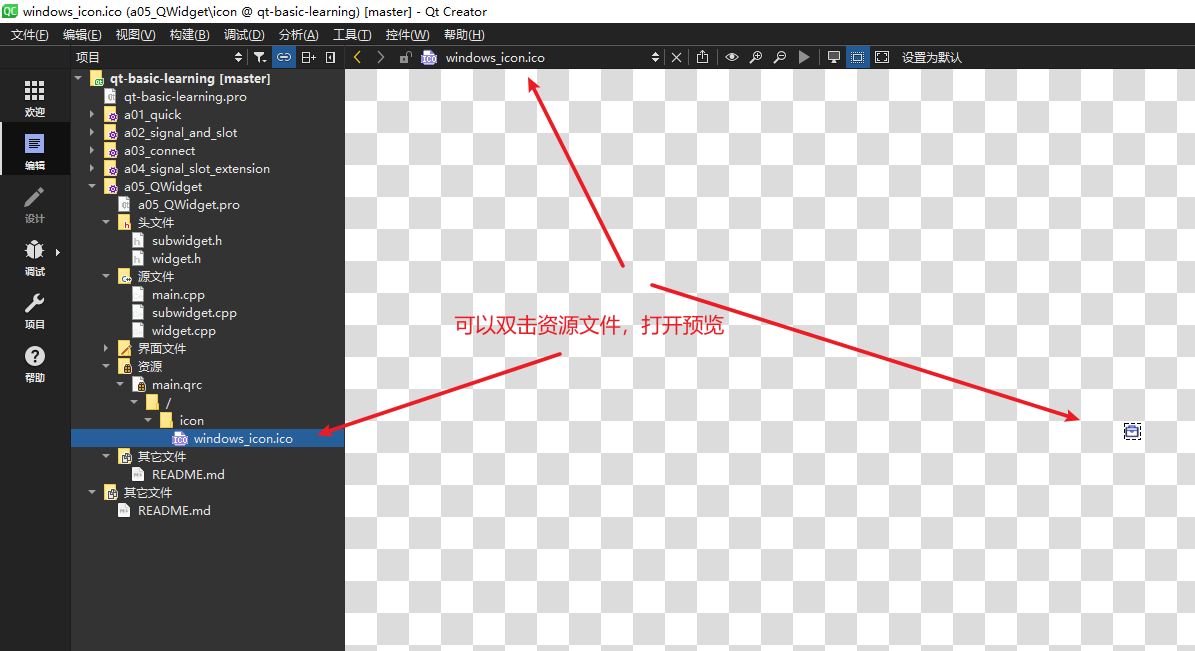 windows_icon.ico (a05_QWidget\icon @ qt-basic-learning) [master] - Qt Creator
文件(F) 编辑(E) 视图(V) 构建(B) 调试(D) 分析(A) 工具(T) 控件(W) 帮助(H)
项目
windows_icon.ico
设置为默认
欢迎
编辑
设计
调试
项目
帮助
qt-basic-learning [master]
qt-basic-learning.pro
a01_quick
a02_signal_and_slot
a03_connect
a04_signal_slot_extension
a05_QWidget
a05_QWidget.pro
头文件
subwidget.h
widget.h
源文件
main.cpp
subwidget.cpp
widget.cpp
界面文件
资源
main.qrc
/
icon
windows_icon.ico
其它文件
README.md
其它文件
README.md
可以双击资源文件，打开预览